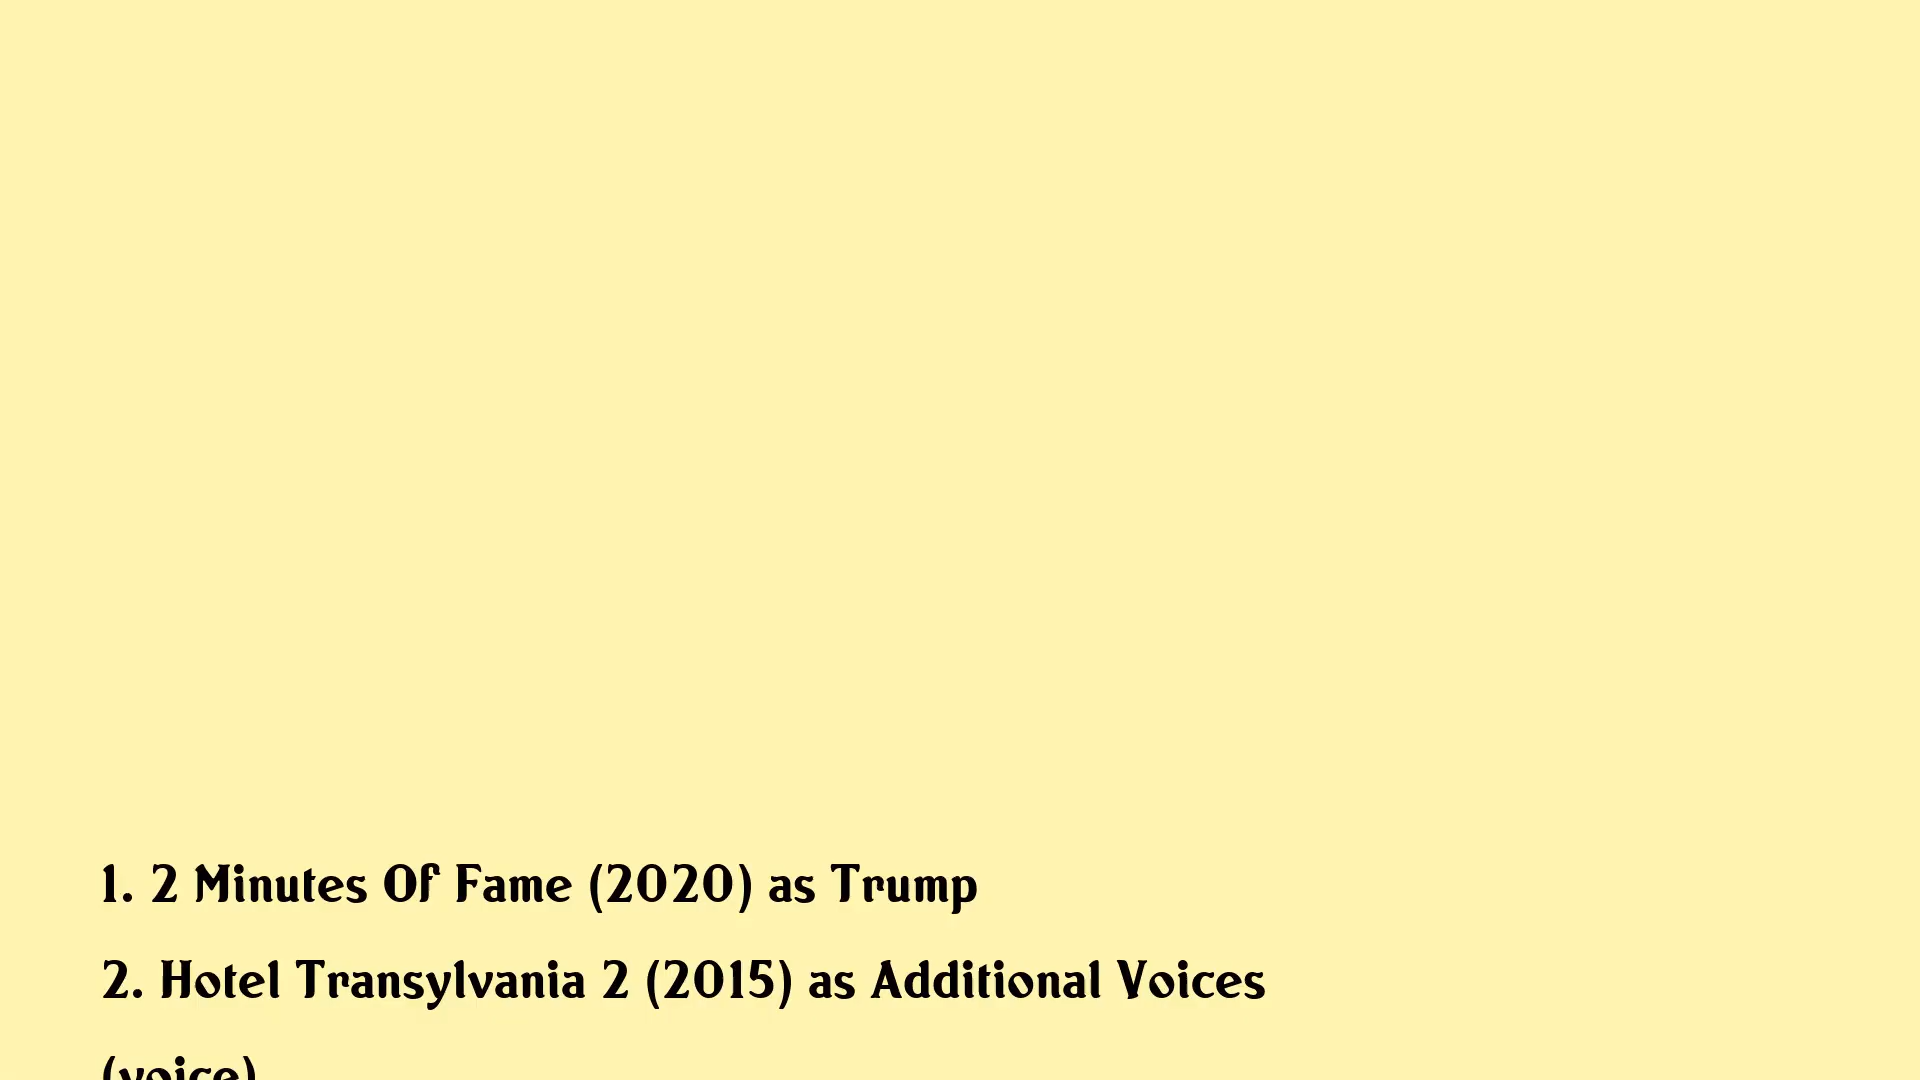 1. 2 Minutes Of Fame (2020) as Trump
2. Hotel Transylvania 2 (2015) as Additional Voices
(voice)